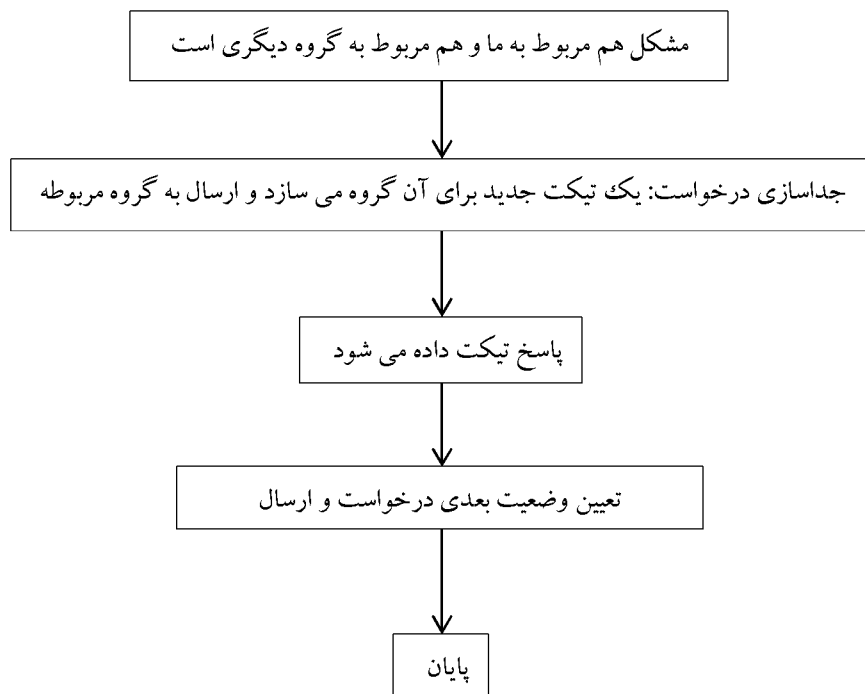 مشکل هم مربوط به ما و هم مربوط به گروه دیگری است
جداسازی درخواست: یک تیکت جدید برای آن گروه می سازد و ارسال به گروه مربوطه
پاسخ تیکت داده می شود
تعیین وضعیت بعدی درخواست و ارسال
پایان